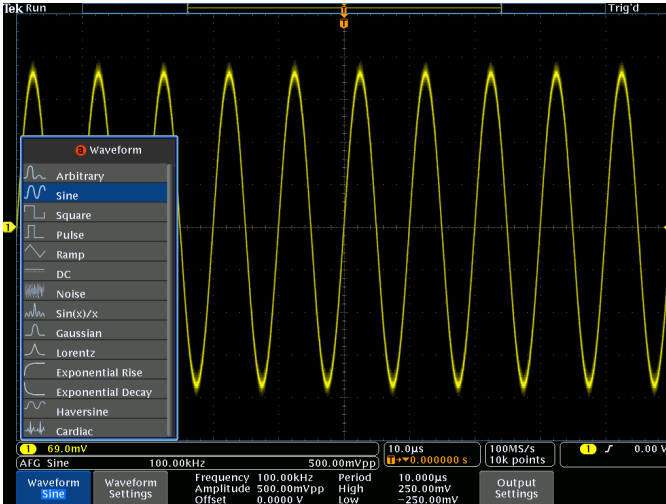 Tek Run Trig'd
T
T
a Waveform
Arbitrary
Sine
Square
Pulse
Ramp
DC
Noise
Sin(x)/x
Gaussian
Lorentz
Exponential Rise
Exponential Decay
Haversine
Cardiac
1
1 69.0mV 10.0µs 100MS/s 1 0.00 V
AFG Sine 100.00kHz 500.00mVpp T→▼0.000000 s 10k points
Waveform Waveform Frequency 100.00kHz Period 10.000µs Output
Sine Settings Amplitude 500.00mVpp High 250.00mV Settings
Offset 0.0000 V Low −250.00mV